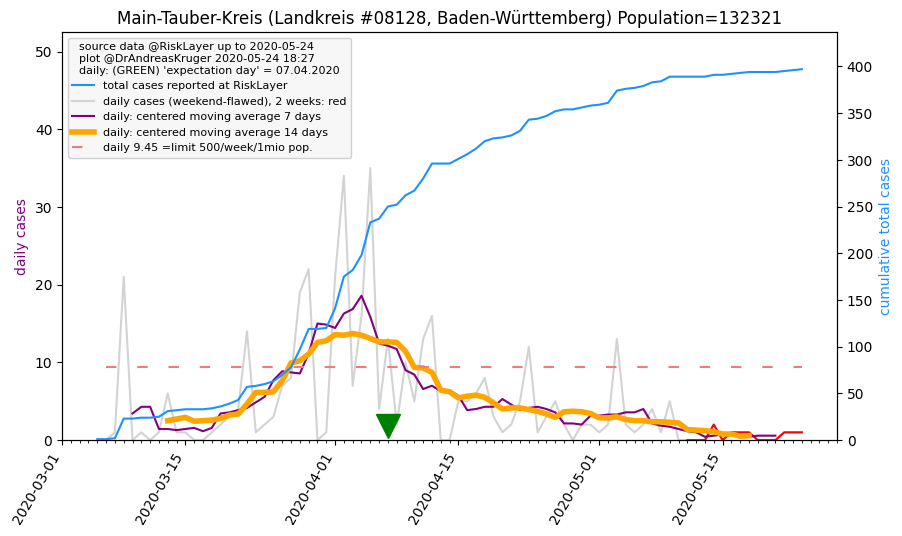 Main-Tauber-Kreis (Landkreis #08128, Baden-Württemberg) Population=132321
source data @RiskLayer up to 2020-05-24
plot @DrAndreasKruger 2020-05-24 18:27
daily: (GREEN) 'expectation day' = 07.04.2020
total cases reported at RiskLayer
daily cases (weekend-flawed), 2 weeks: red
daily: centered moving average 7 days
daily: centered moving average 14 days
daily 9.45 =limit 500/week/1mio pop.
daily cases
50
40
30
20
10
0
cumulative total cases
400
350
300
250
200
150
100
50
0
2020-03-01
2020-03-15
2020-04-01
2020-04-15
2020-05-01
2020-05-15